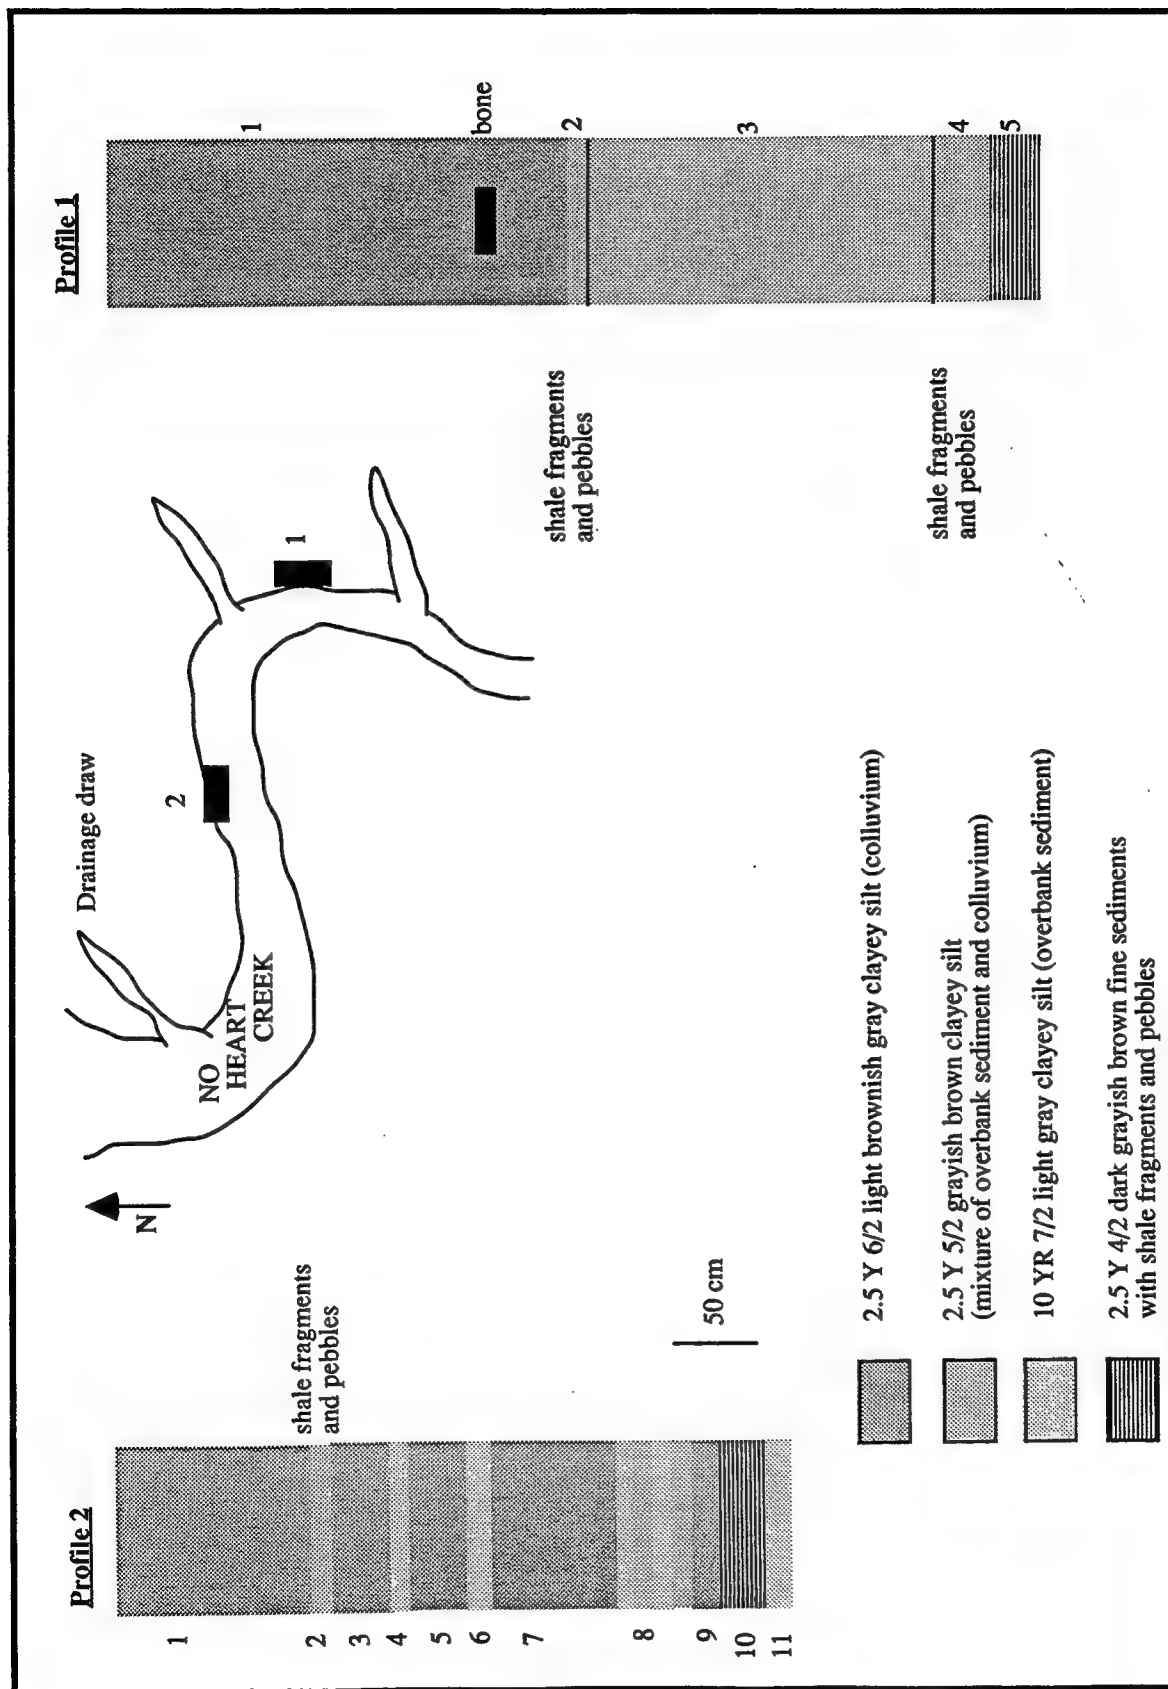 Profile 2
1
2
3
4
5
6
7
8
9
10
11
shale fragments
and pebbles
50 cm
N
NO
HEART
CREEK
Drainage draw
2
1
Profile 1
1
bone
2
3
4
5
shale fragments
and pebbles
shale fragments
and pebbles
2.5 Y 6/2 light brownish gray clayey silt (colluvium)
2.5 Y 5/2 grayish brown clayey silt
(mixture of overbank sediment and colluvium)
10 YR 7/2 light gray clayey silt (overbank sediment)
2.5 Y 4/2 dark grayish brown fine sediments
with shale fragments and pebbles